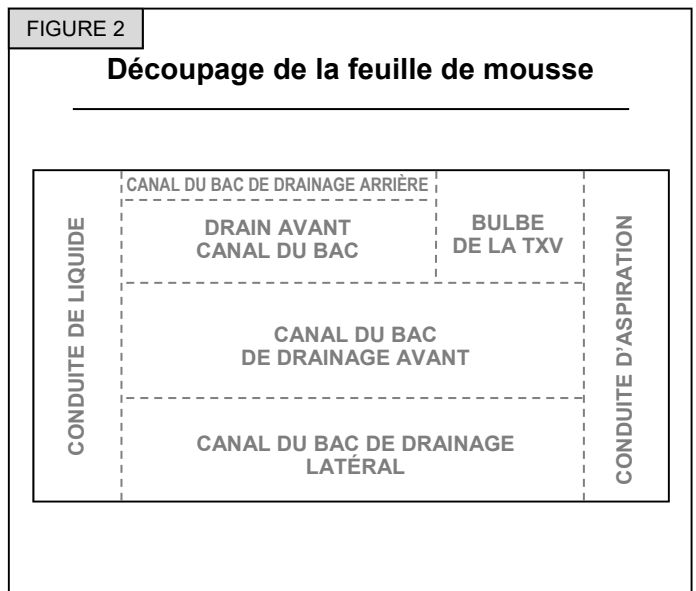 FIGURE 2
Découpage de la feuille de mousse
CONDUITE DE LIQUIDE
CANAL DU BAC DE DRAINAGE ARRIÈRE
DRAIN AVANT
CANAL DU BAC
BULBE
DE LA TXV
CANAL DU BAC
DE DRAINAGE AVANT
CANAL DU BAC DE DRAINAGE
LATÉRAL
CONDUITE D'ASPIRATION